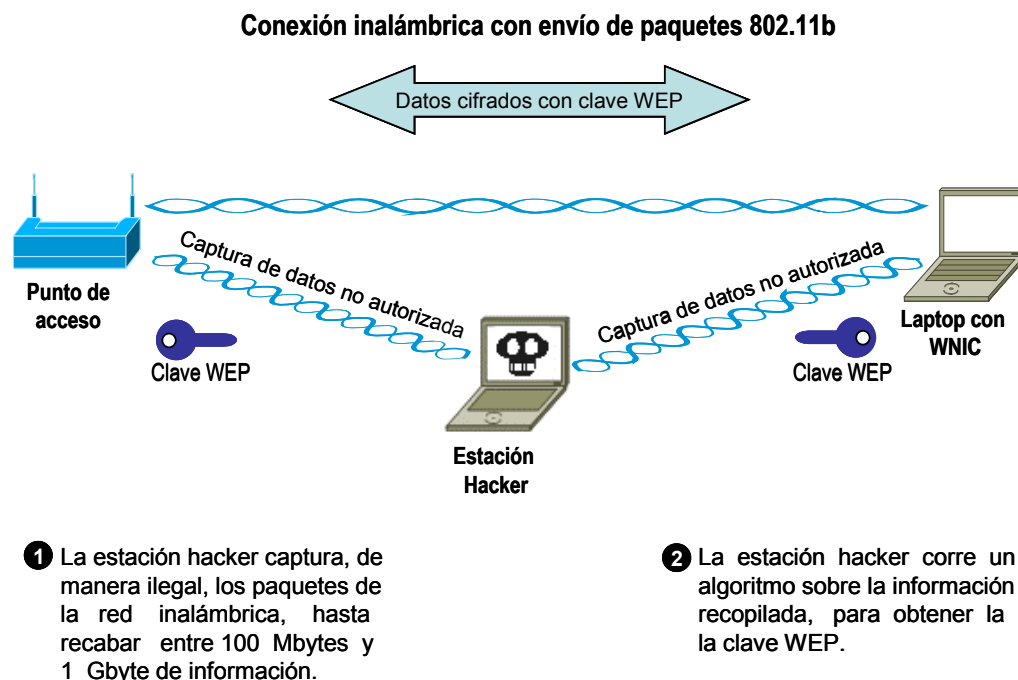 Conexión inalámbrica con envío de paquetes 802.11b
Datos cifrados con clave WEP
Captura de datos no autorizada
Captura de datos no autorizada
Punto de
acceso
Laptop con
WNIC
Clave WEP
Clave WEP
Estación
Hacker
1 La estación hacker captura, de
manera ilegal, los paquetes de
la red inalámbrica, hasta
recabar entre 100 Mbytes y
1 Gbyte de información.
2 La estación hacker corre un
algoritmo sobre la información
recopilada, para obtener la
la clave WEP.